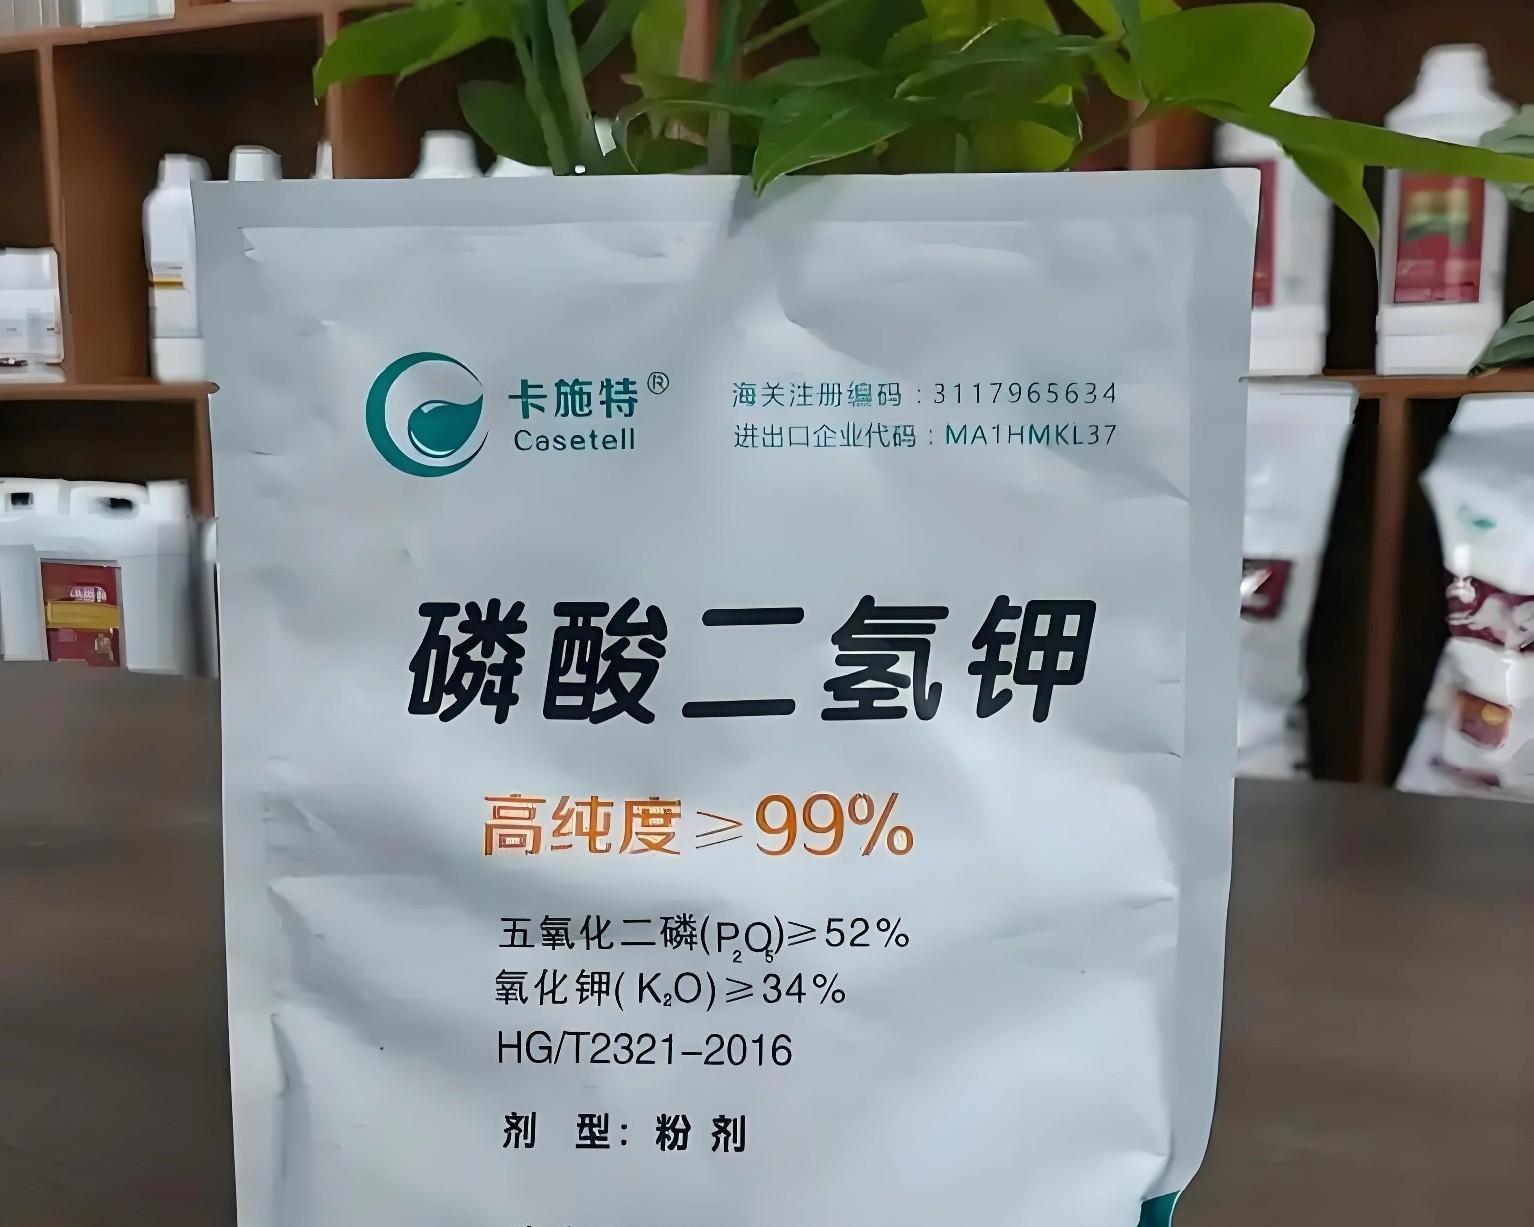 卡施特®
Casetell
海关注册编码:3117965634
进出口企业代码:MA1HMKL37
磷酸二氢钾
高纯度≥99%
五氧化二磷(P₂O₅)≥52%
氧化钾(K₂O)≥34%
HG/T2321-2016
剂 型：粉 剂